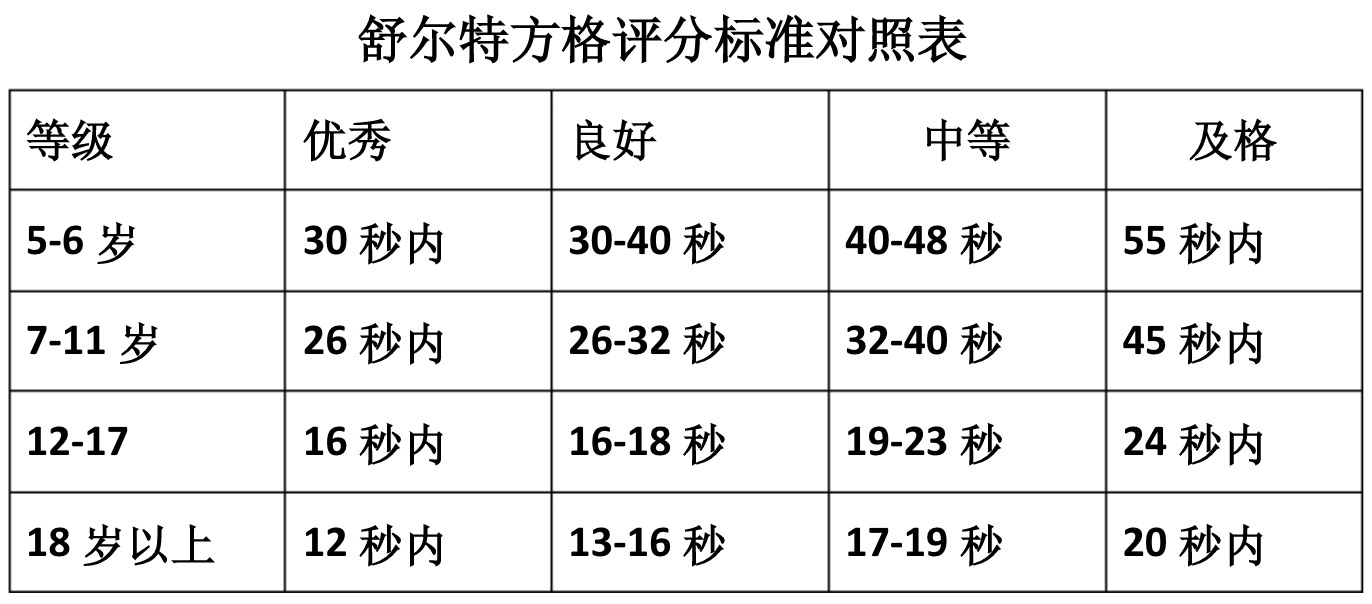 舒尔特方格评分标准对照表
等级 优秀 良好 中等 及格
5-6 岁 30 秒内 30-40 秒 40-48 秒 55 秒内
7-11 岁 26 秒内 26-32 秒 32-40 秒 45 秒内
12-17 16 秒内 16-18 秒 19-23 秒 24 秒内
18 岁以上 12 秒内 13-16 秒 17-19 秒 20 秒内